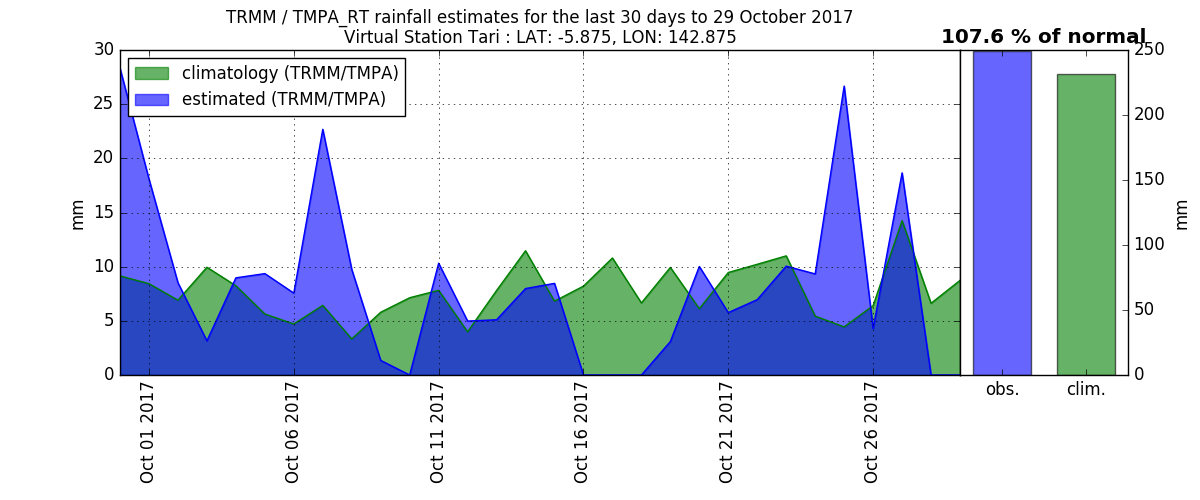 TRMM / TMPA_RT rainfall estimates for the last 30 days to 29 October 2017
Virtual Station Tari : LAT: -5.875, LON: 142.875
107.6 % of normal
climatology (TRMM/TMPA)
estimated (TRMM/TMPA)
30
25
20
15
10
5
0
mm
Oct 01 2017
Oct 06 2017
Oct 11 2017
Oct 16 2017
Oct 21 2017
Oct 26 2017
250
200
150
100
50
0
mm
obs.
clim.